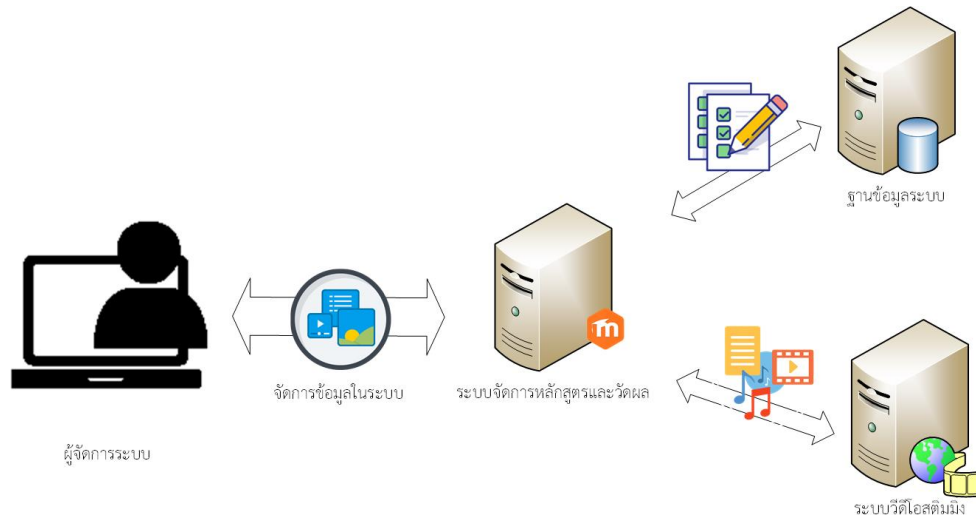 ฐานข้อมูลระบบ
จัดการข้อมูลในระบบ
ระบบจัดการหลักสูตรและวัดผล
ผู้จัดการระบบ
ระบบวีดีโอสตีมมิง